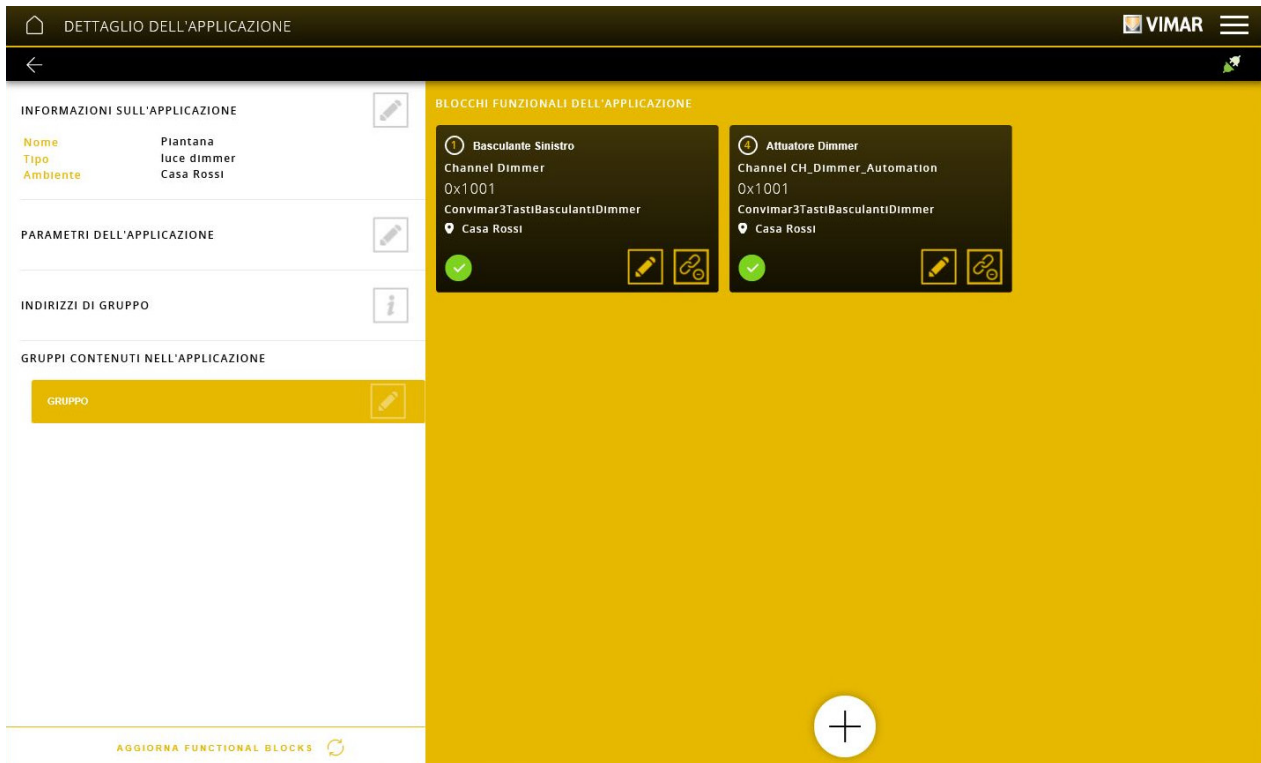 DETTAGLIO DELL'APPLICAZIONE
VIMAR
INFORMAZIONI SULL'APPLICAZIONE
Nome Piantana
Tipo luce dimmer
Ambiente Casa Rossi
PARAMETRI DELL'APPLICAZIONE
INDIRIZZI DI GRUPPO
i
GRUPPI CONTENUTI NELL'APPLICAZIONE
GRUPPO
AGGIORNA FUNCTIONAL BLOCKS
BLOCCHI FUNZIONALI DELL'APPLICAZIONE
1 Basculante Sinistro
Channel Dimmer
0x1001
Convimar3TastiBasculantiDimmer
Casa Rossi
4 Attuatore Dimmer
Channel CH_Dimmer_Automation
0x1001
Convimar3TastiBasculantiDimmer
Casa Rossi